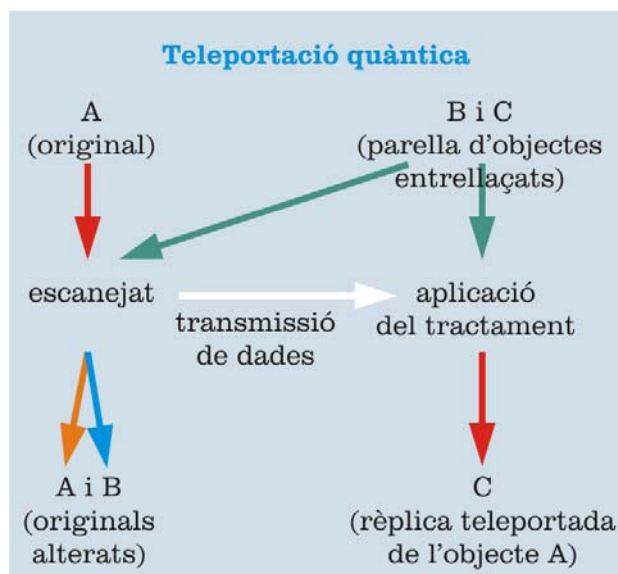 Teleportació quàntica
A
(original)
B i C
(parella d'objectes
entrellaçats)
escanejat
transmissió
de dades
aplicació
del tractament
A i B
(originals
alterats)
C
(rèplica teleportada
de l'objecte A)